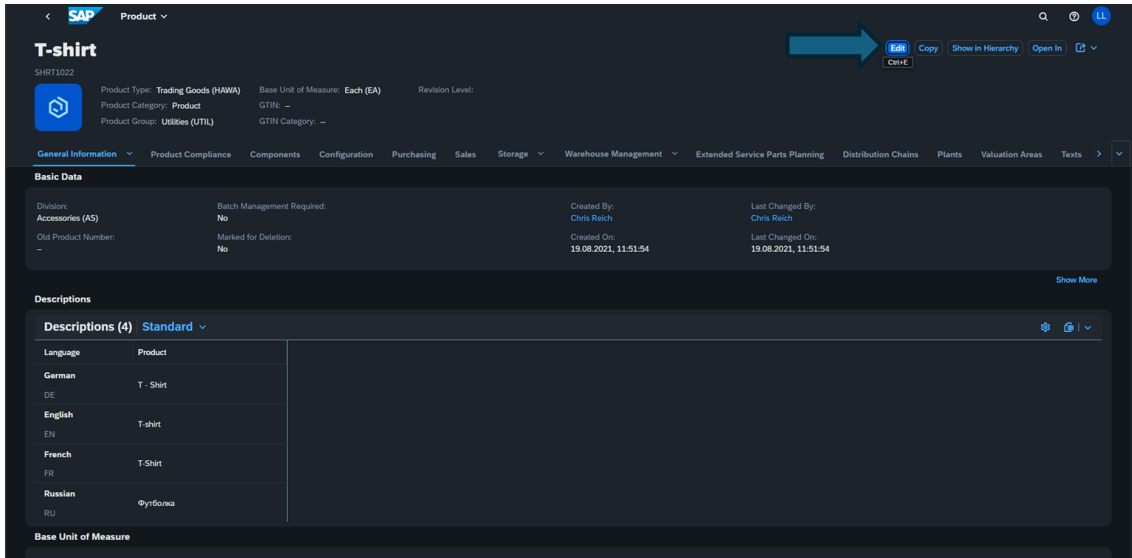 SAP Product
LL
T-shirt
Edit Copy Show in Hierarchy Open In
Ctrl+E
SHRT1022
Product Type: Trading Goods (HAWA) Base Unit of Measure: Each (EA) Revision Level:
Product Category: Product GTIN: –
Product Group: Utilities (UTIL) GTIN Category: –
General Information Product Compliance Components Configuration Purchasing Sales Storage Warehouse Management Extended Service Parts Planning Distribution Chains Plants Valuation Areas Texts
Basic Data
Division: Batch Management Required: Created By: Last Changed By:
Accessories (AS) No Chris Reich Chris Reich
Old Product Number: Marked for Deletion: Created On: Last Changed On:
– No 19.08.2021, 11:51:54 19.08.2021, 11:51:54
Show More
Descriptions
Descriptions (4) Standard
Language Product
German
T - Shirt
DE
English
T-shirt
EN
French
T-Shirt
FR
Russian
Футболка
RU
Base Unit of Measure